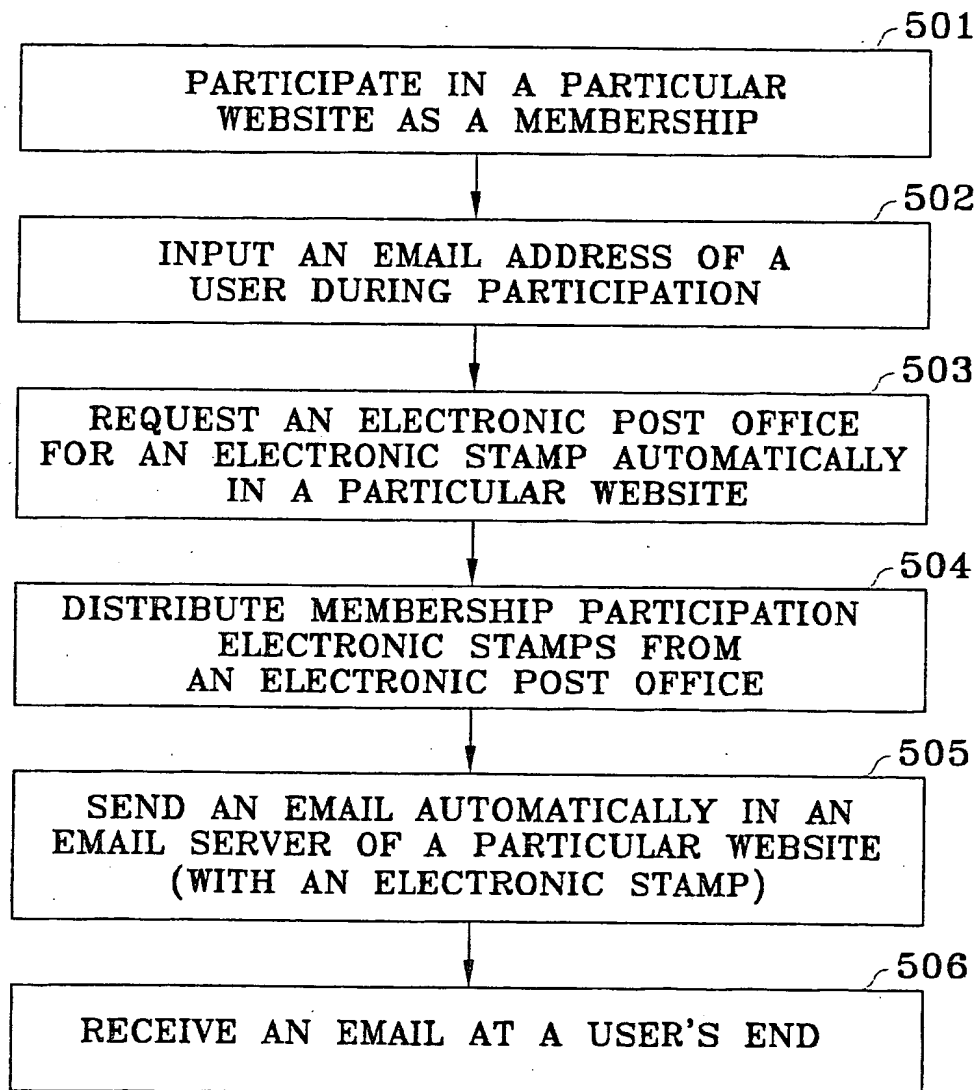 501
PARTICIPATE IN A PARTICULAR
WEBSITE AS A MEMBERSHIP
502
INPUT AN EMAIL ADDRESS OF A
USER DURING PARTICIPATION
503
REQUEST AN ELECTRONIC POST OFFICE
FOR AN ELECTRONIC STAMP AUTOMATICALLY
IN A PARTICULAR WEBSITE
504
DISTRIBUTE MEMBERSHIP PARTICIPATION
ELECTRONIC STAMPS FROM
AN ELECTRONIC POST OFFICE
505
SEND AN EMAIL AUTOMATICALLY IN AN
EMAIL SERVER OF A PARTICULAR WEBSITE
(WITH AN ELECTRONIC STAMP)
506
RECEIVE AN EMAIL AT A USER'S END